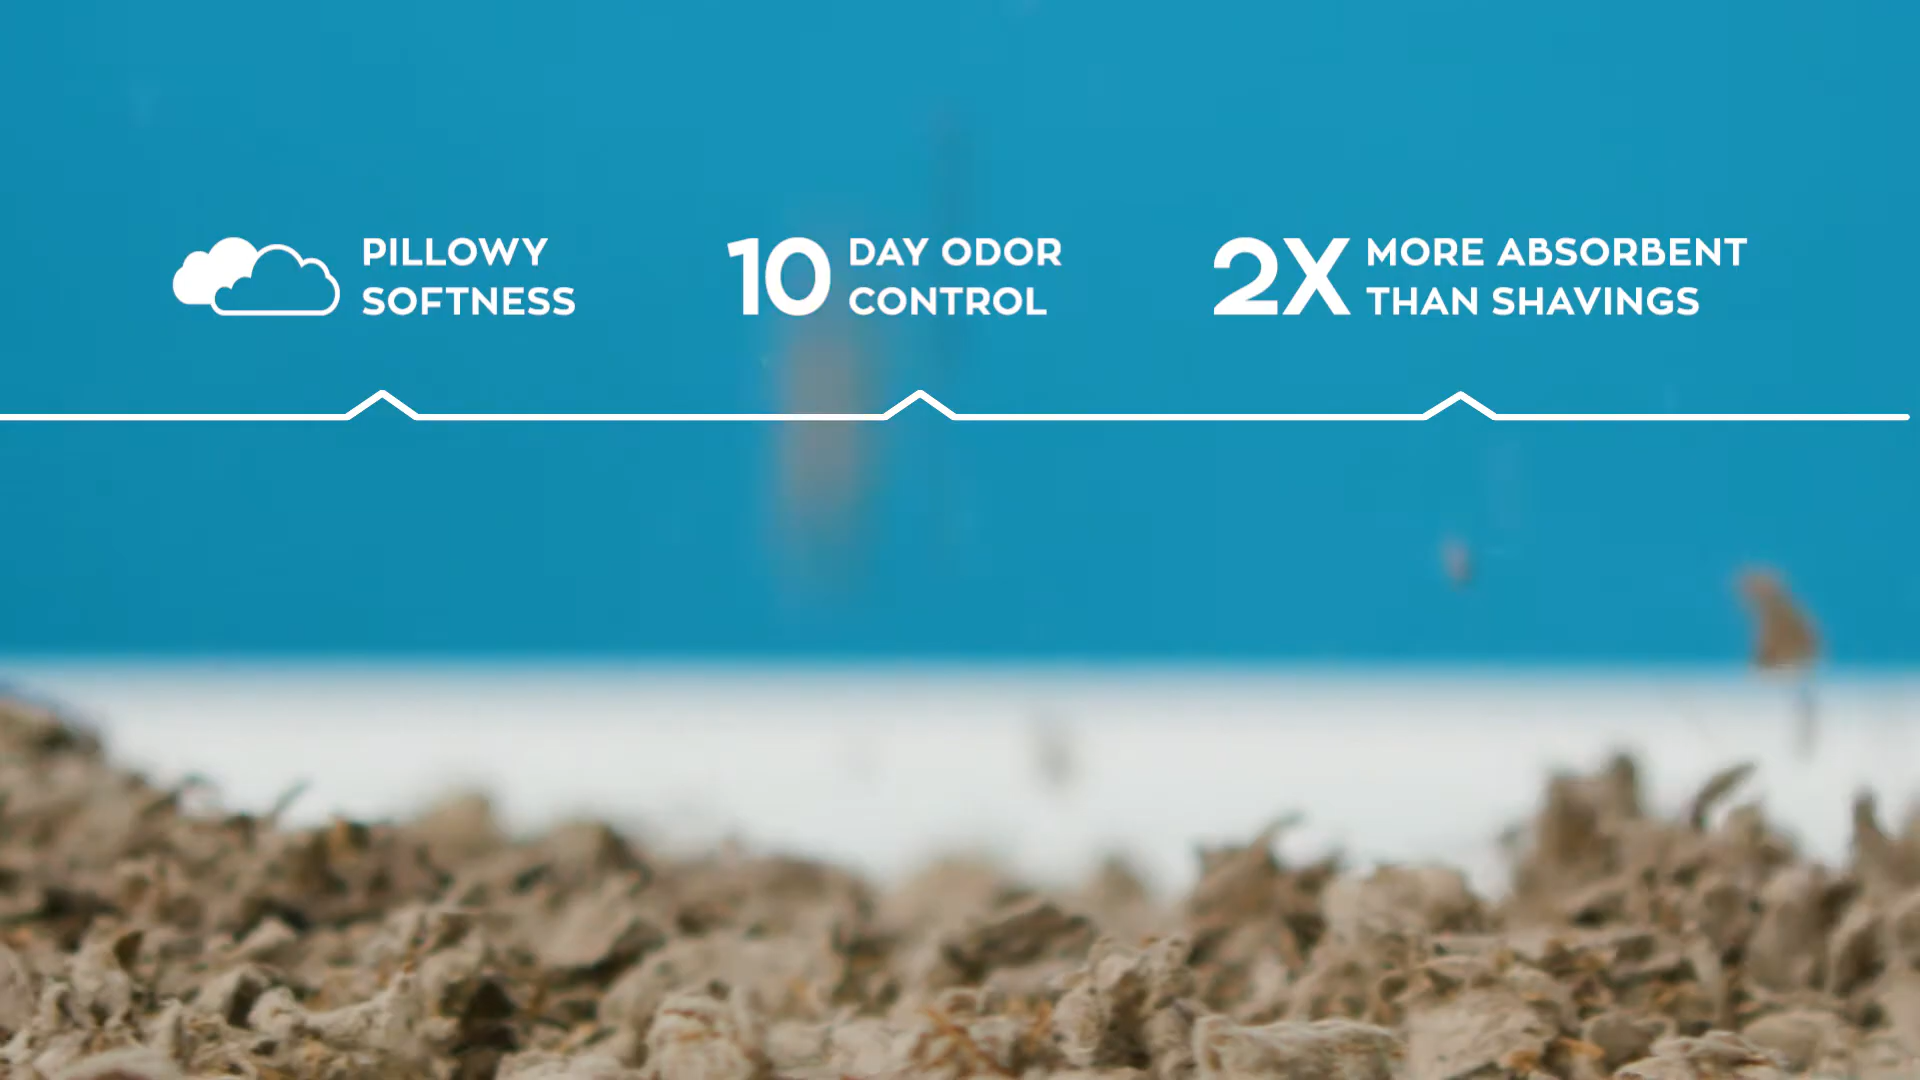 PILLOWY
SOFTNESS
10 DAY ODOR
CONTROL
2X MORE ABSORBENT
THAN SHAVINGS